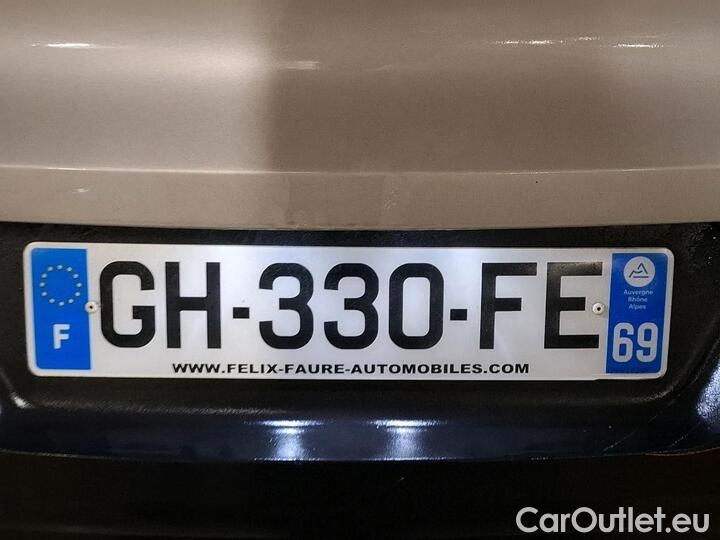 F
GH-330-FE
Auvergne
Rhône
Alpes
69
WWW.FELIX-FAURE-AUTOMOBILES.COM
CarOutlet.eu